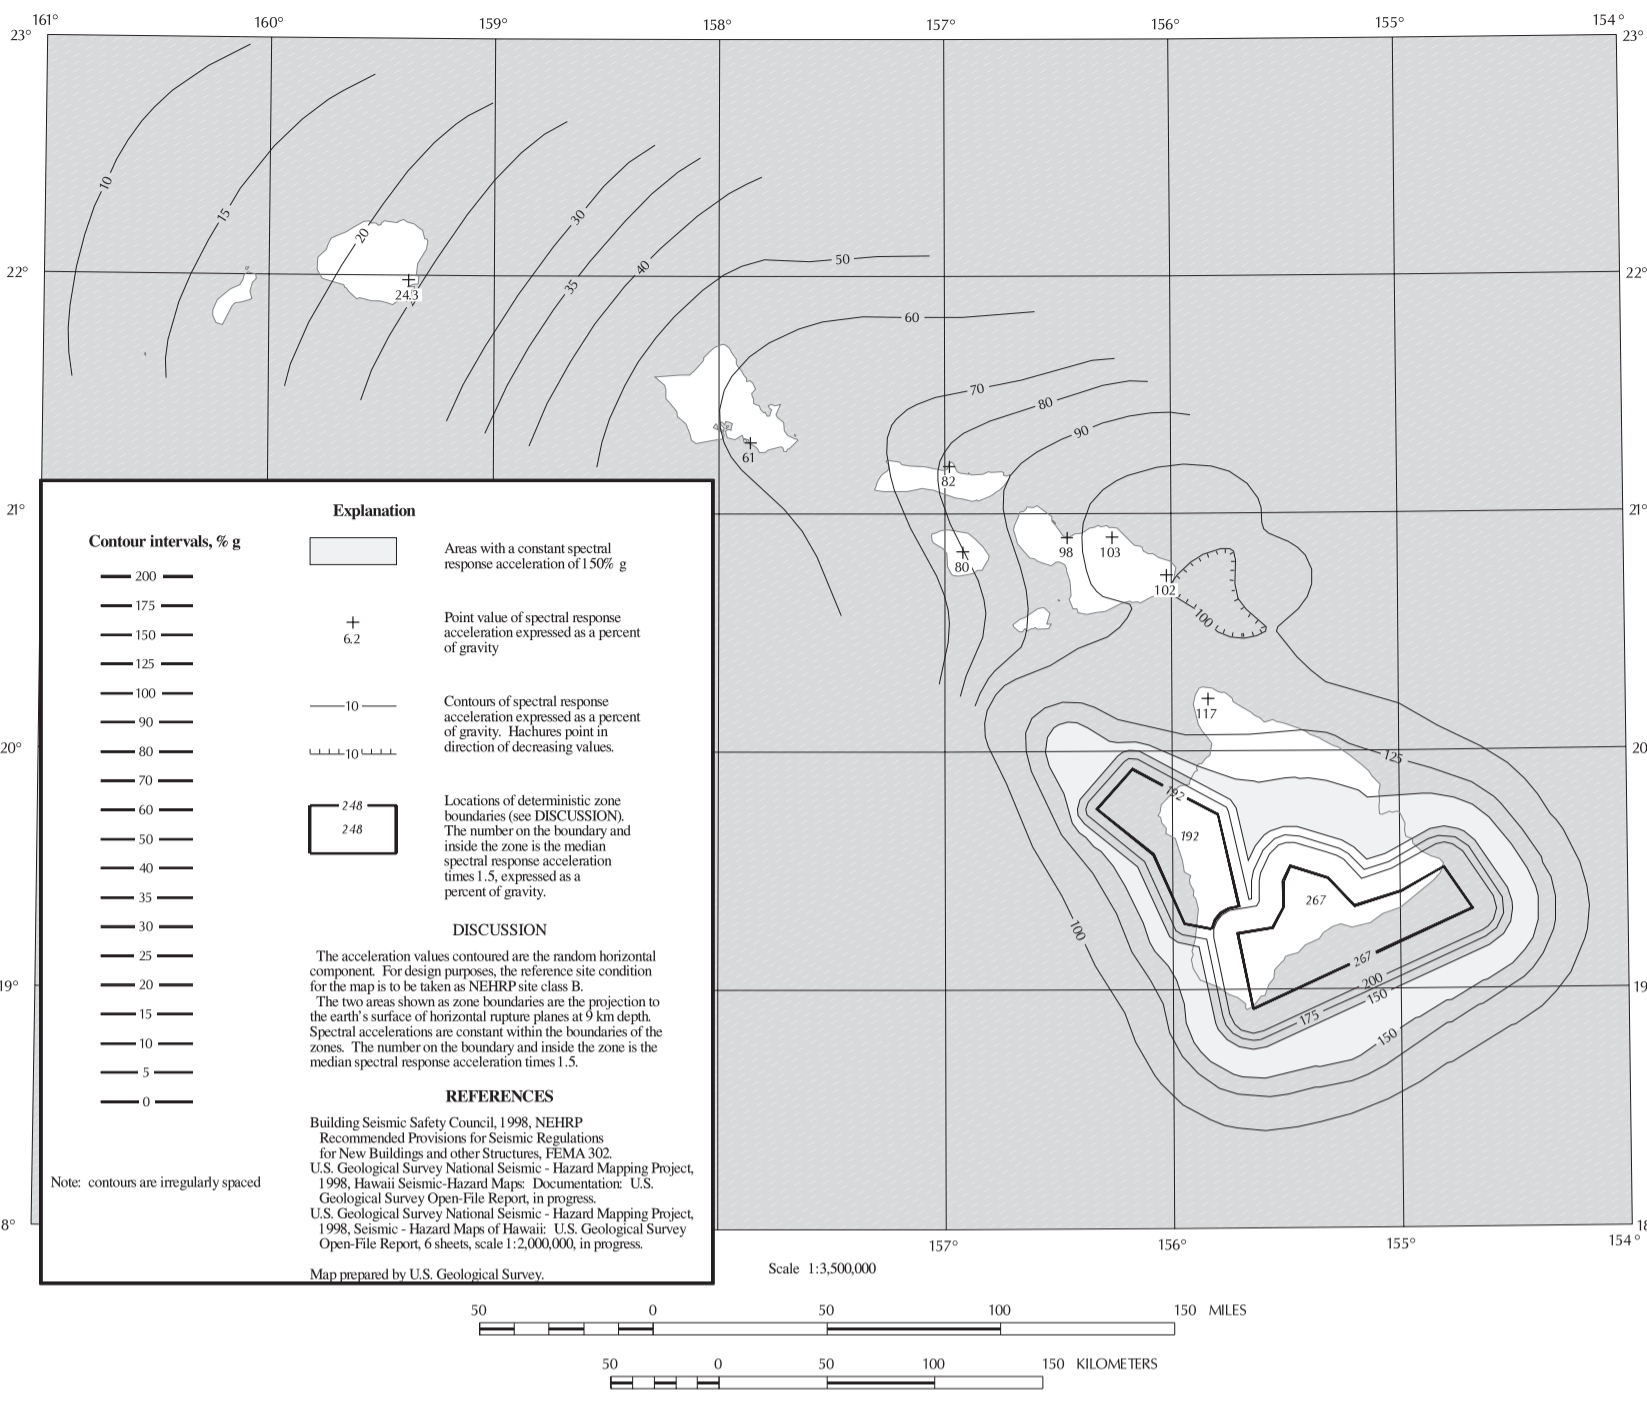 161°
160°
159°
158°
157°
156°
155°
154°
23°
23°
10
15
20
30
35
40
50
60
22°
22°
24.3
70
80
90
61
82
21°
21°
98
103
80
102
100
117
20°
20
125
192
192
267
100
267
200
150
175
150
19°
19
8°
18
157°
156°
155°
154°
Explanation
Contour intervals, % g
200
175
150
125
100
90
80
70
60
50
40
35
30
25
20
15
10
5
0
Note: contours are irregularly spaced
Areas with a constant spectral
response acceleration of 150% g
6.2
Point value of spectral response
acceleration expressed as a percent
of gravity
10
10
Contours of spectral response
acceleration expressed as a percent
of gravity. Hachures point in
direction of decreasing values.
248
248
Locations of deterministic zone
boundaries (see DISCUSSION).
The number on the boundary and
inside the zone is the median
spectral response acceleration
times 1.5, expressed as a
percent of gravity.
DISCUSSION
The acceleration values contoured are the random horizontal
component. For design purposes, the reference site condition
for the map is to be taken as NEHRP site class B.
The two areas shown as zone boundaries are the projection to
the earth's surface of horizontal rupture planes at 9 km depth.
Spectral accelerations are constant within the boundaries of the
zones. The number on the boundary and inside the zone is the
median spectral response acceleration times 1.5.
REFERENCES
Building Seismic Safety Council, 1998, NEHRP
Recommended Provisions for Seismic Regulations
for New Buildings and other Structures, FEMA 302.
U.S. Geological Survey National Seismic - Hazard Mapping Project,
1998, Hawaii Seismic-Hazard Maps: Documentation: U.S.
Geological Survey Open-File Report, in progress.
U.S. Geological Survey National Seismic - Hazard Mapping Project,
1998, Seismic - Hazard Maps of Hawaii: U.S. Geological Survey
Open-File Report, 6 sheets, scale 1:2,000,000, in progress.
Map prepared by U.S. Geological Survey.
Scale 1:3,500,000
50 0 50 100 150 MILES
50 0 50 100 150 KILOMETERS